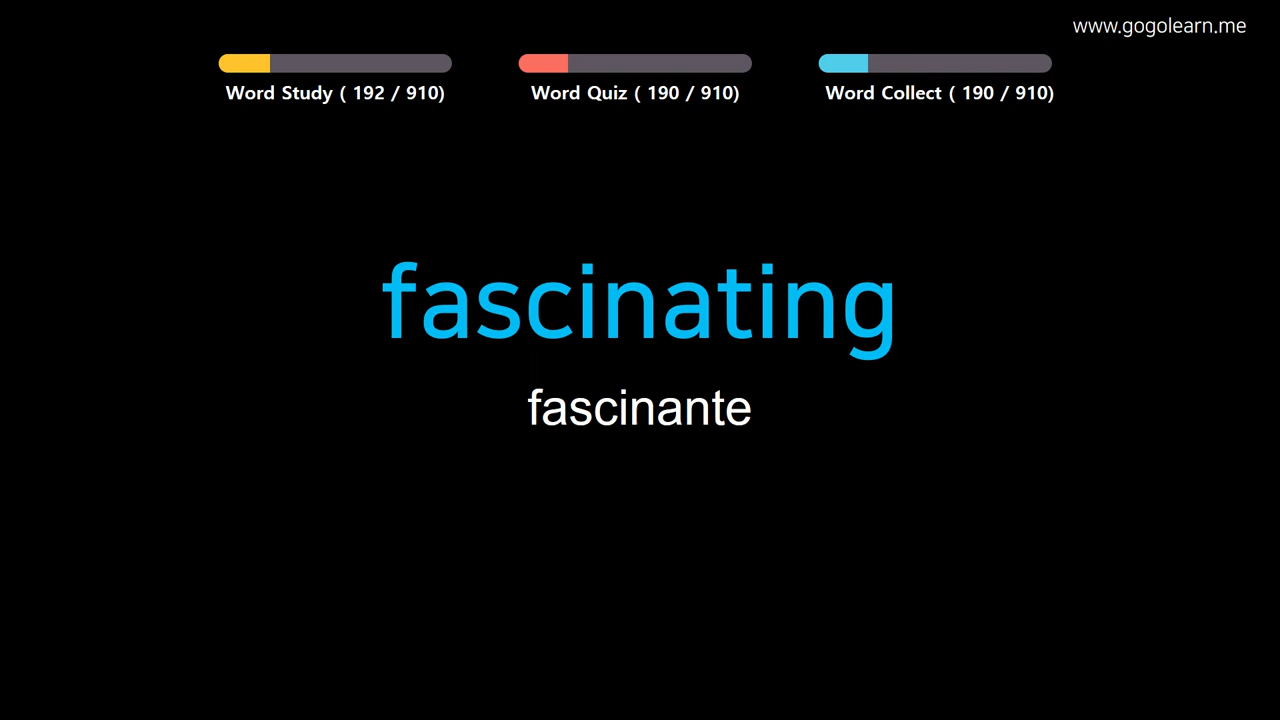 www.gogolearn.me
Word Study ( 192 / 910)
Word Quiz ( 190 / 910)
Word Collect ( 190 / 910)
fascinating
fascinante